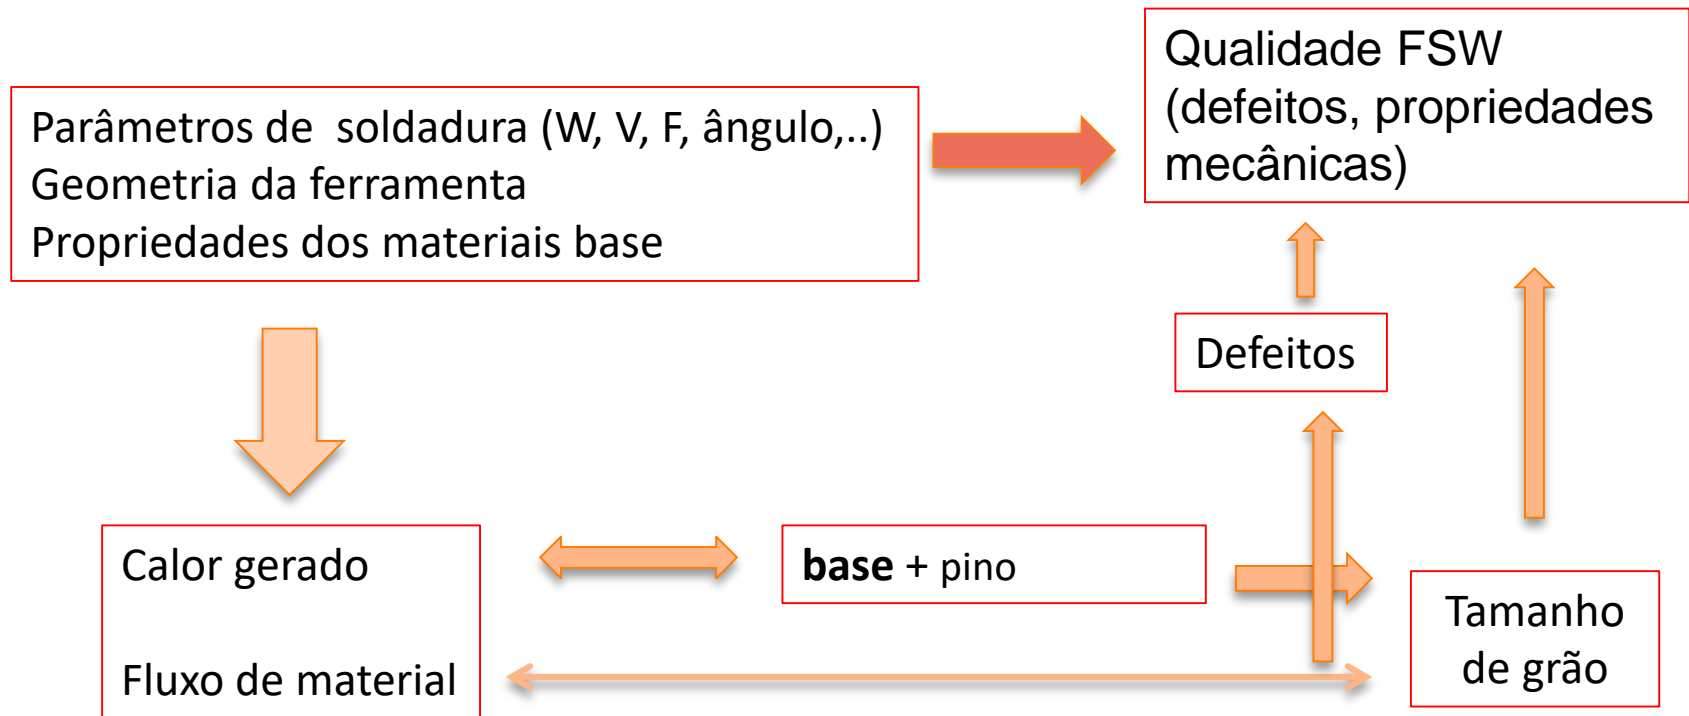 Qualidade FSW
(defeitos, propriedades
mecânicas)
Parâmetros de soldadura (W, V, F, ângulo,..)
Geometria da ferramenta
Propriedades dos materiais base
Defeitos
Calor gerado
base + pino
Tamanho
de grão
Fluxo de material